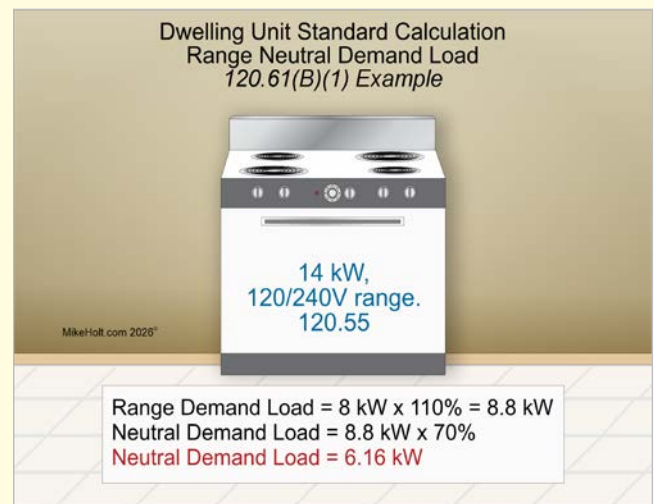 Dwelling Unit Standard Calculation
Range Neutral Demand Load
120.61(B)(1) Example
14 kW,
120/240V range.
120.55
MikeHolt.com 2026©
Range Demand Load = 8 kW x 110% = 8.8 kW
Neutral Demand Load = 8.8 kW x 70%
Neutral Demand Load = 6.16 kW